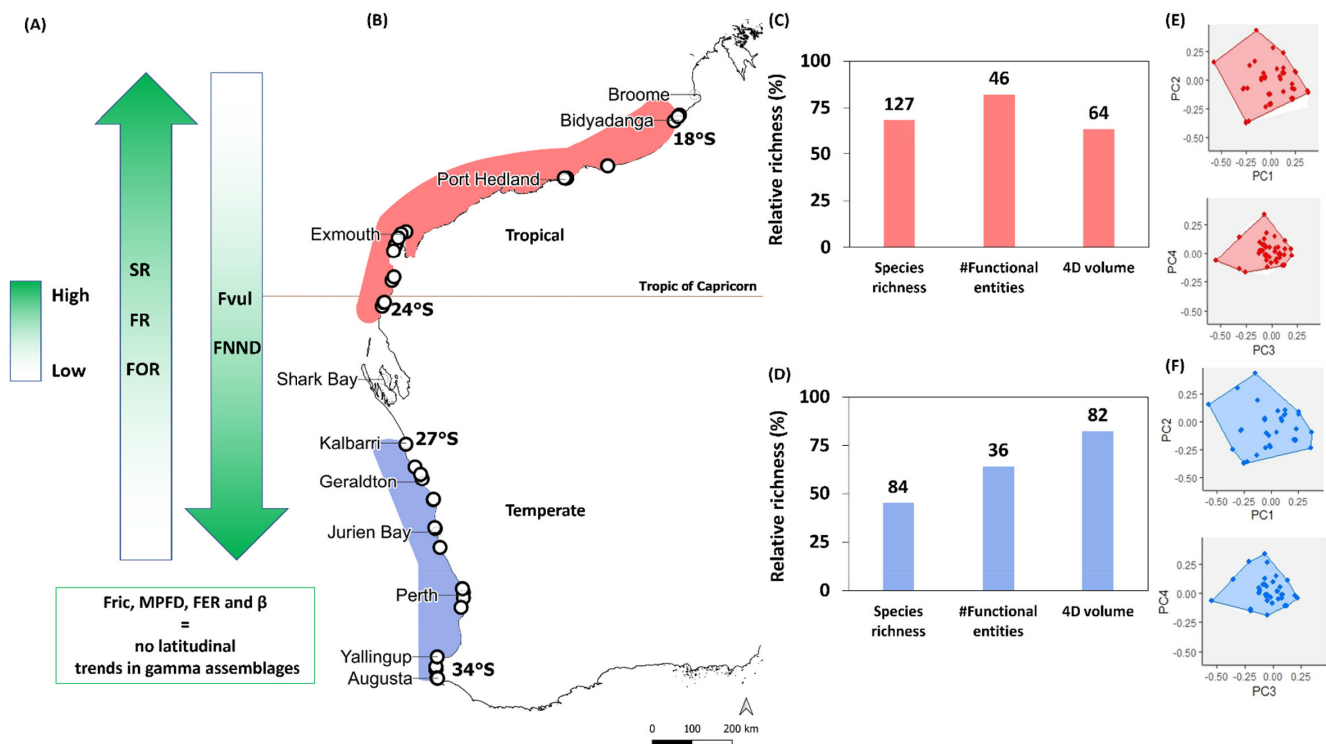 (A)
High
Low
SR
FR
FOR
Fvul
FNND
Fric, MPFD, FER and β
=
no latitudinal
trends in gamma assemblages
(B)
Broome
Bidyadanga
18°S
Port Hedland
Exmouth
Tropical
Tropic of Capricorn
24°S
Shark Bay
Kalbarri
27°S
Geraldton
Jurien Bay
Temperate
Perth
Yallingup
34°S
Augusta
0 100 200 km
(C)
Relative richness (%)
100
75
50
25
0
127
46
64
Species richness
#Functional entities
4D volume
(D)
Relative richness (%)
100
75
50
25
0
84
36
82
Species richness
#Functional entities
4D volume
(E)
PC2
0.25
0.00
-0.25
-0.50
-0.50 -0.25 0.00 0.25
PC1
PC4
0.25
0.00
-0.25
-0.50
-0.50 -0.25 0.00 0.25
PC3
(F)
PC2
0.25
0.00
-0.25
-0.50
-0.50 -0.25 0.00 0.25
PC1
PC4
0.25
0.00
-0.25
-0.50
-0.50 -0.25 0.00 0.25
PC3